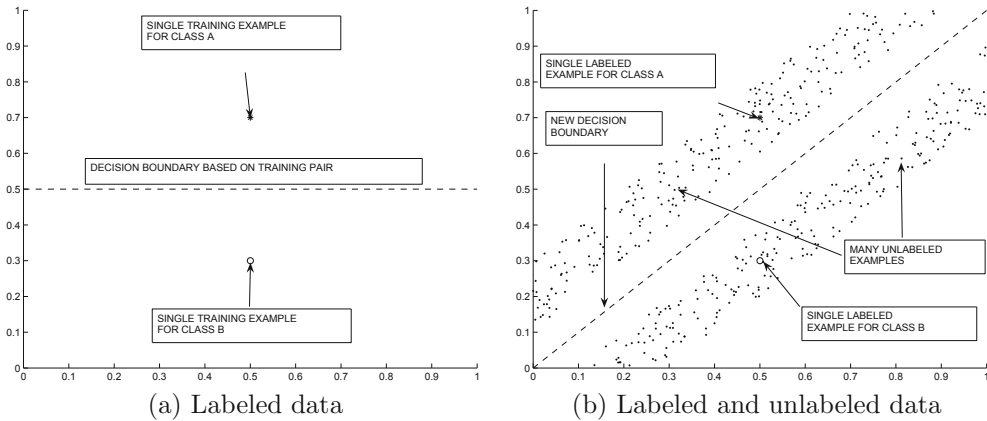 1
0.9
0.8
0.7
0.6
0.5
0.4
0.3
0.2
0.1
0
SINGLE TRAINING EXAMPLE
FOR CLASS A
DECISION BOUNDARY BASED ON TRAINING PAIR
SINGLE TRAINING EXAMPLE
FOR CLASS B
0 0.1 0.2 0.3 0.4 0.5 0.6 0.7 0.8 0.9 1
(a) Labeled data
1
0.9
0.8
0.7
0.6
0.5
0.4
0.3
0.2
0.1
0
SINGLE LABELED
EXAMPLE FOR CLASS A
NEW DECISION
BOUNDARY
MANY UNLABELED
EXAMPLES
SINGLE LABELED
EXAMPLE FOR CLASS B
0 0.1 0.2 0.3 0.4 0.5 0.6 0.7 0.8 0.9 1
(b) Labeled and unlabeled data